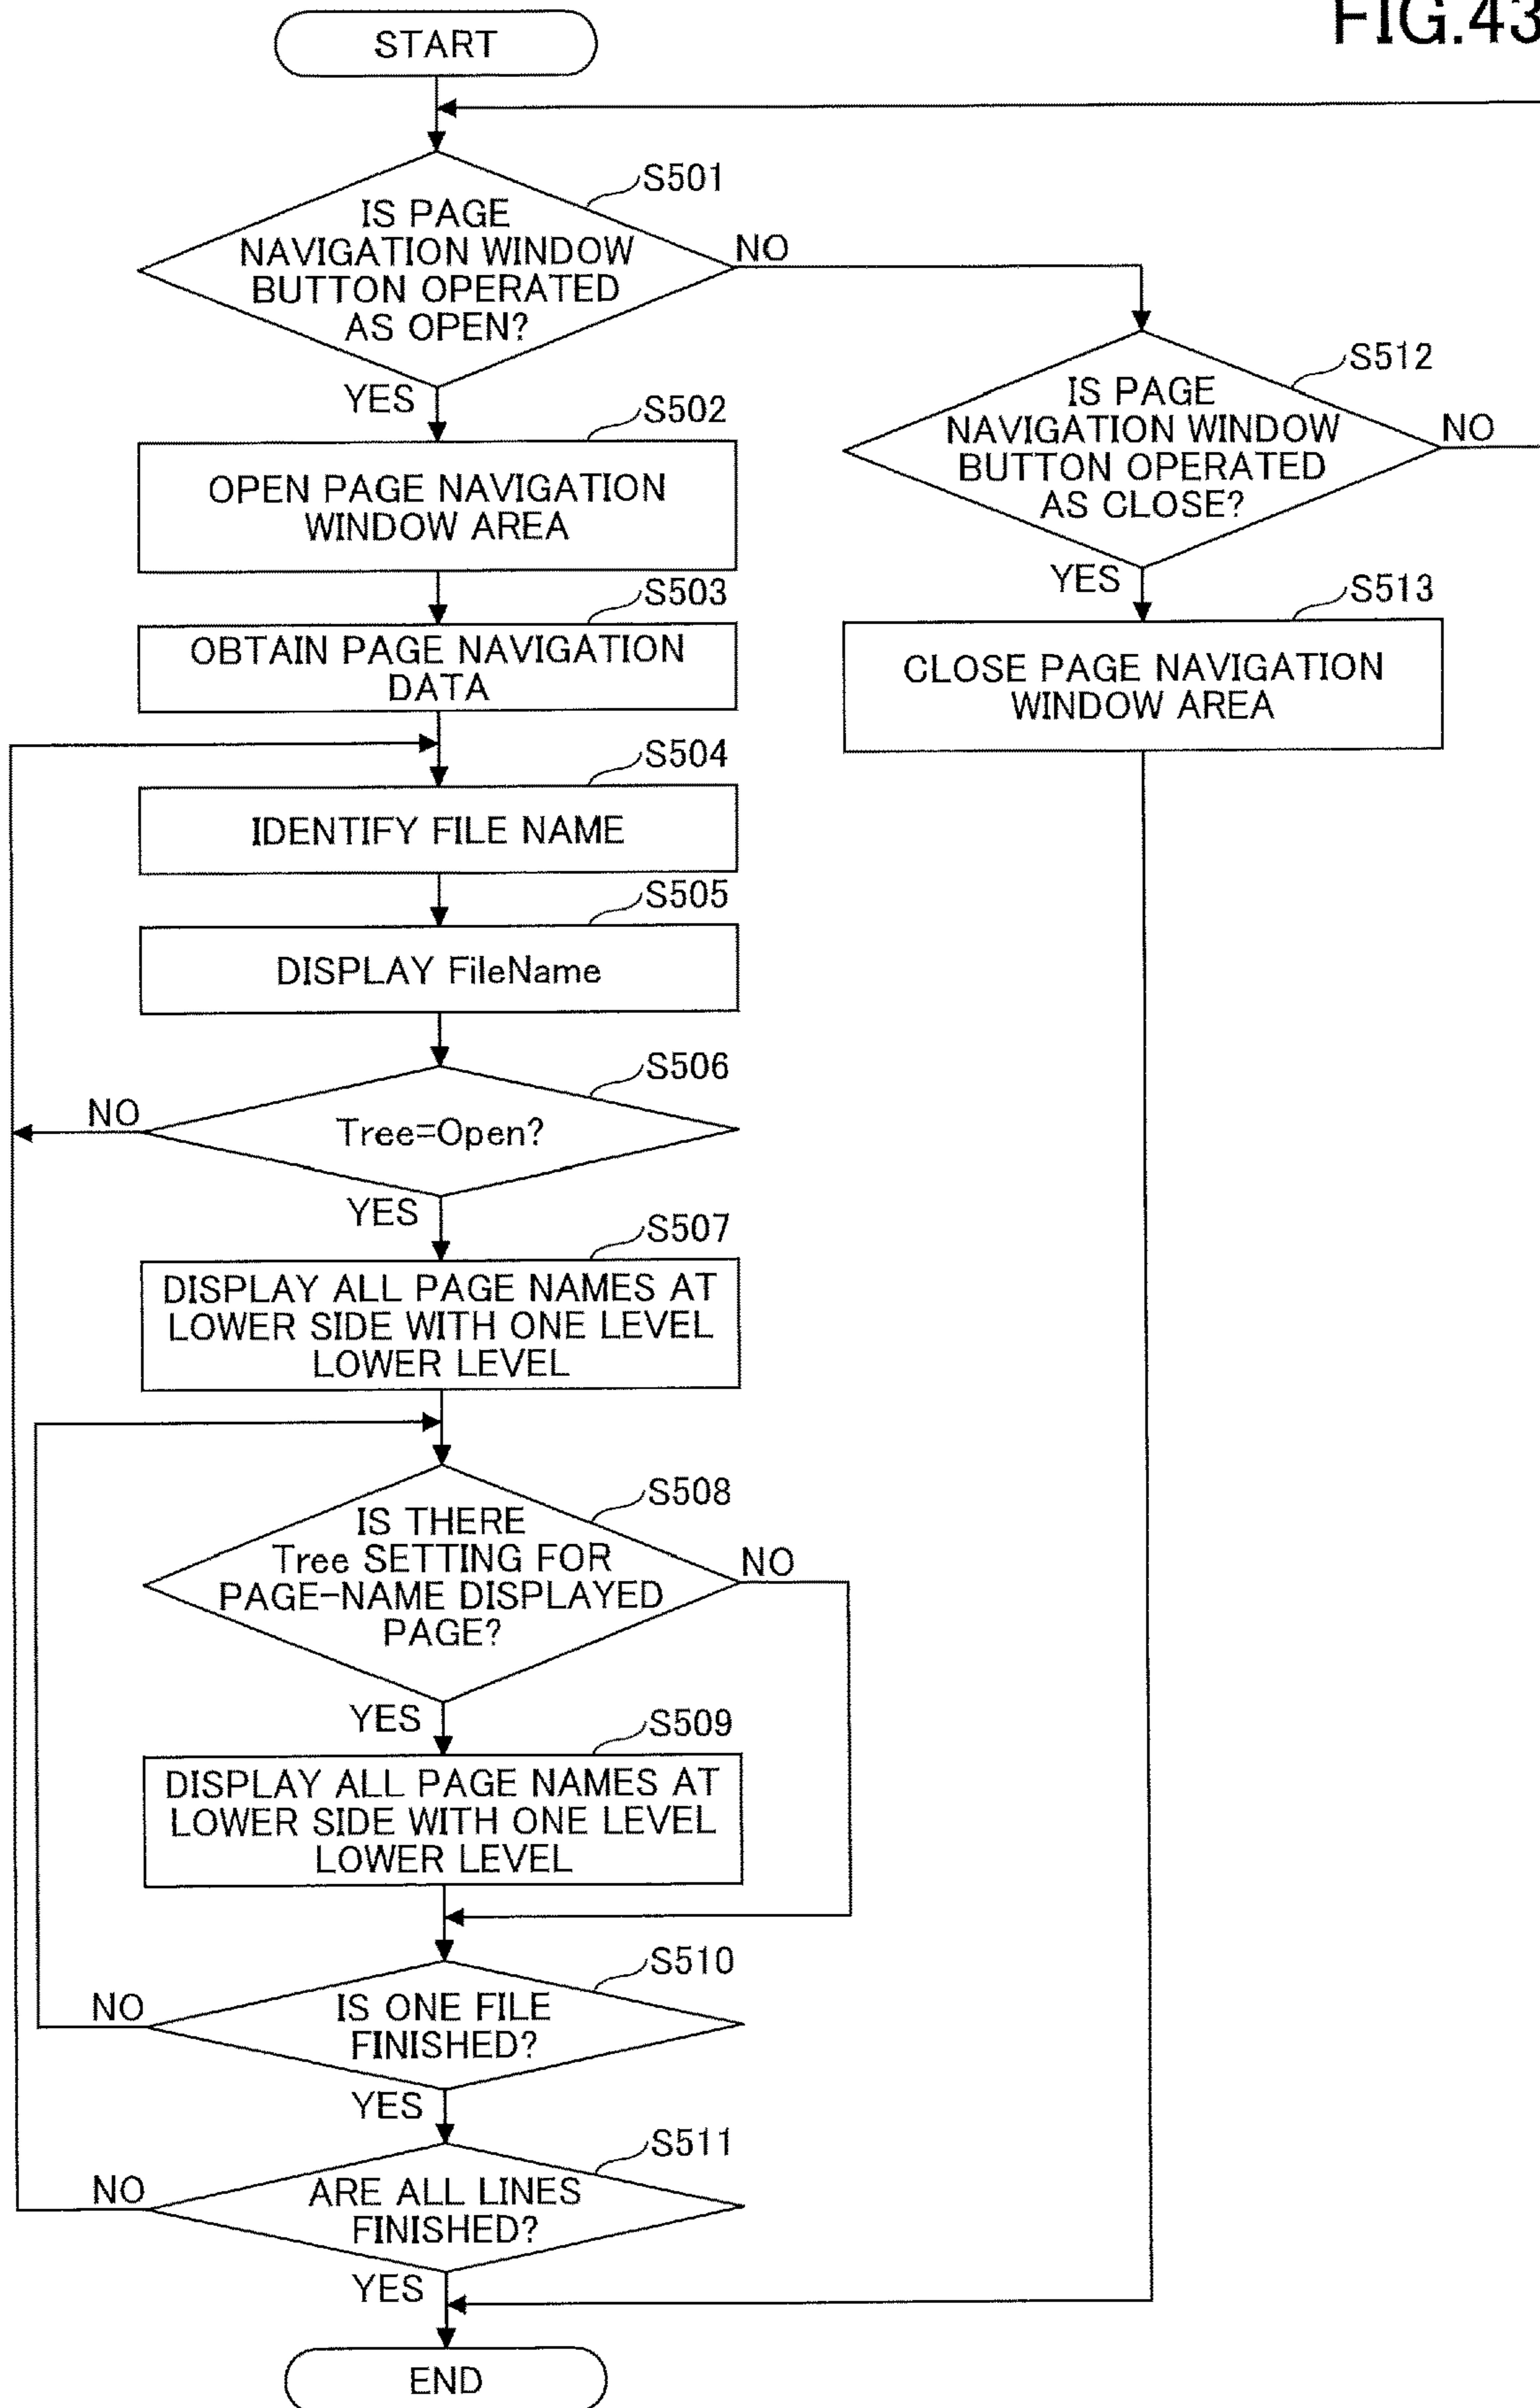 FIG.43
START
S501
IS PAGE
NAVIGATION WINDOW
BUTTON OPERATED
AS OPEN?
NO
YES
S502
OPEN PAGE NAVIGATION
WINDOW AREA
S503
OBTAIN PAGE NAVIGATION
DATA
S504
IDENTIFY FILE NAME
S505
DISPLAY FileName
S506
Tree=Open?
NO
YES
S507
DISPLAY ALL PAGE NAMES AT
LOWER SIDE WITH ONE LEVEL
LOWER LEVEL
S508
IS THERE
Tree SETTING FOR
PAGE-NAME DISPLAYED
PAGE?
NO
YES
S509
DISPLAY ALL PAGE NAMES AT
LOWER SIDE WITH ONE LEVEL
LOWER LEVEL
S510
IS ONE FILE
FINISHED?
NO
YES
S511
ARE ALL LINES
FINISHED?
NO
YES
END
S512
IS PAGE
NAVIGATION WINDOW
BUTTON OPERATED
AS CLOSE?
NO
YES
S513
CLOSE PAGE NAVIGATION
WINDOW AREA